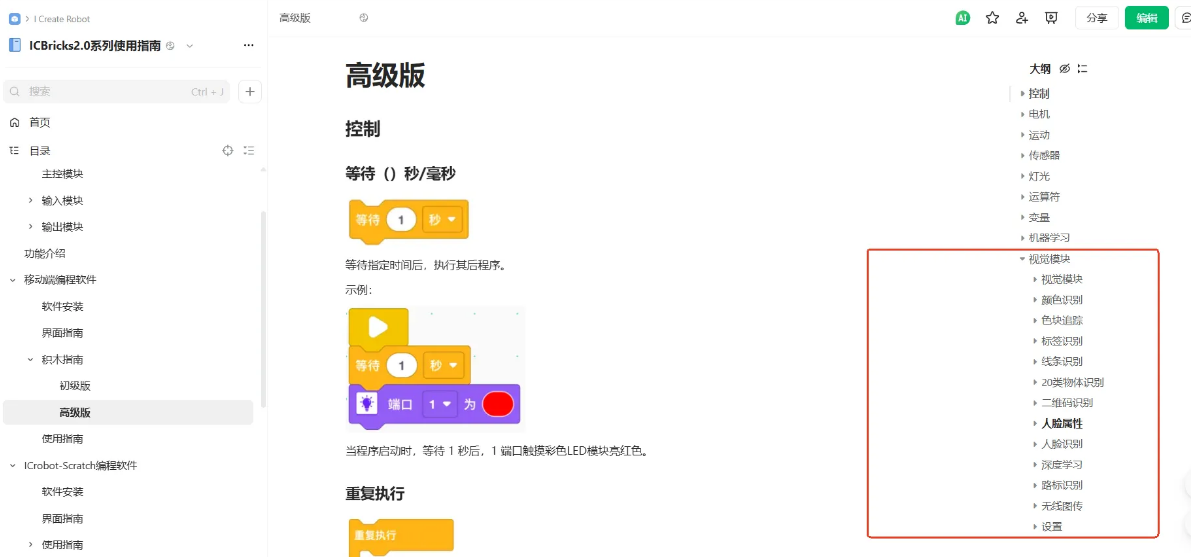 I Create Robot
ICBricks2.0系列使用指南
搜索
Ctrl + J
首页
目录
主控模块
输入模块
输出模块
功能介绍
移动端编程软件
软件安装
界面指南
积木指南
初级版
高级版
使用指南
ICrobot-Scratch编程软件
软件安装
界面指南
使用指南
高级版
AI
分享
编辑
高级版
控制
等待（）秒/毫秒
等待 1 秒
等待指定时间后，执行其后程序。
示例：
等待 1 秒
端口 1 为
当程序启动时，等待 1 秒后，1 端口触摸彩色LED模块亮红色。
重复执行
重复执行
大纲
控制
电机
运动
传感器
灯光
运算符
变量
机器学习
视觉模块
视觉模块
颜色识别
色块追踪
标签识别
线条识别
20类物体识别
二维码识别
人脸属性
人脸识别
深度学习
路标识别
无线图传
设置